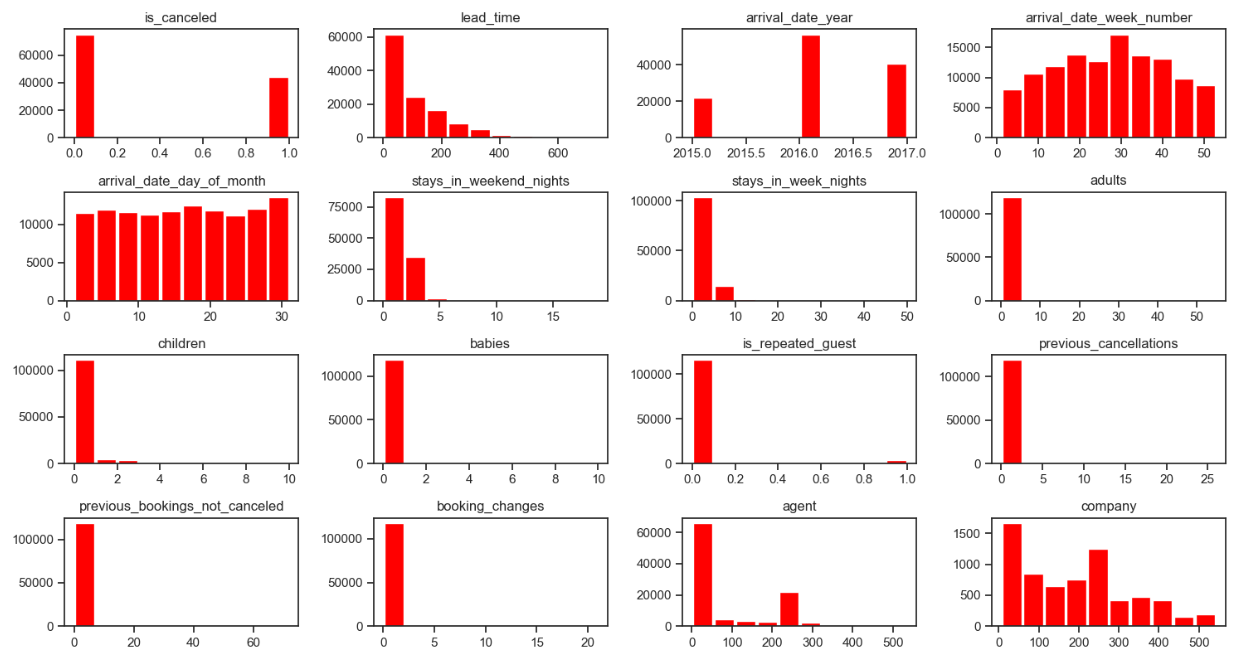 is_canceled
60000
40000
20000
0
0.0 0.2 0.4 0.6 0.8 1.0
lead_time
60000
40000
20000
0
0 200 400 600
arrival_date_year
40000
20000
0
2015.0 2015.5 2016.0 2016.5 2017.0
arrival_date_week_number
15000
10000
5000
0
0 10 20 30 40 50
arrival_date_day_of_month
10000
5000
0
0 10 20 30
stays_in_weekend_nights
75000
50000
25000
0
0 5 10 15
stays_in_week_nights
100000
50000
0
0 10 20 30 40 50
adults
100000
50000
0
0 10 20 30 40 50
children
100000
50000
0
0 2 4 6 8 10
babies
100000
50000
0
0 2 4 6 8 10
is_repeated_guest
100000
50000
0
0.0 0.2 0.4 0.6 0.8 1.0
previous_cancellations
100000
50000
0
0 5 10 15 20 25
previous_bookings_not_canceled
100000
50000
0
0 20 40 60
booking_changes
100000
50000
0
0 5 10 15 20
agent
60000
40000
20000
0
0 100 200 300 400 500
company
1500
1000
500
0
0 100 200 300 400 500